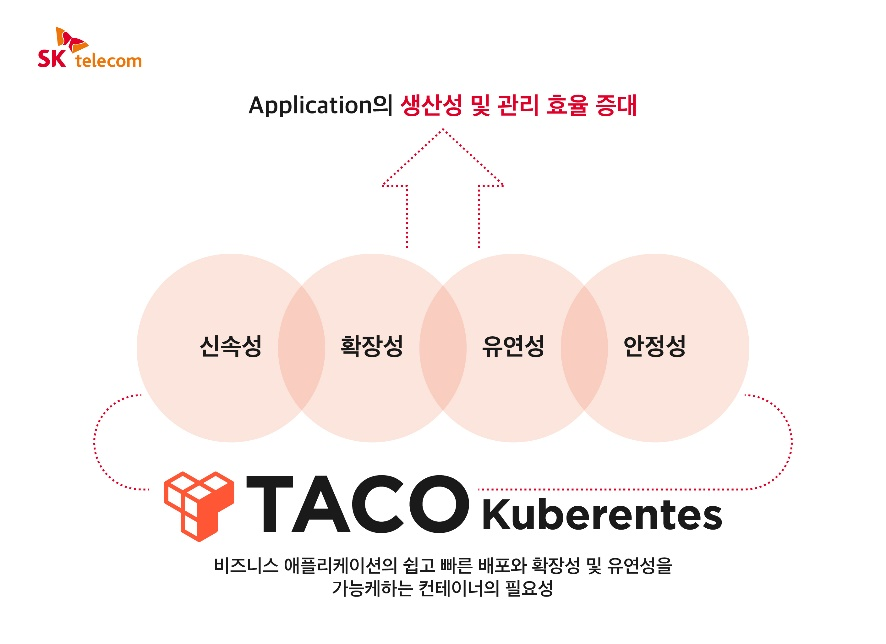 SK telecom
Application의 생산성 및 관리 효율 증대
신속성 확장성 유연성 안정성
TACO Kuberentes
비즈니스 애플리케이션의 쉽고 빠른 배포와 확장성 및 유연성을
가능케하는 컨테이너의 필요성